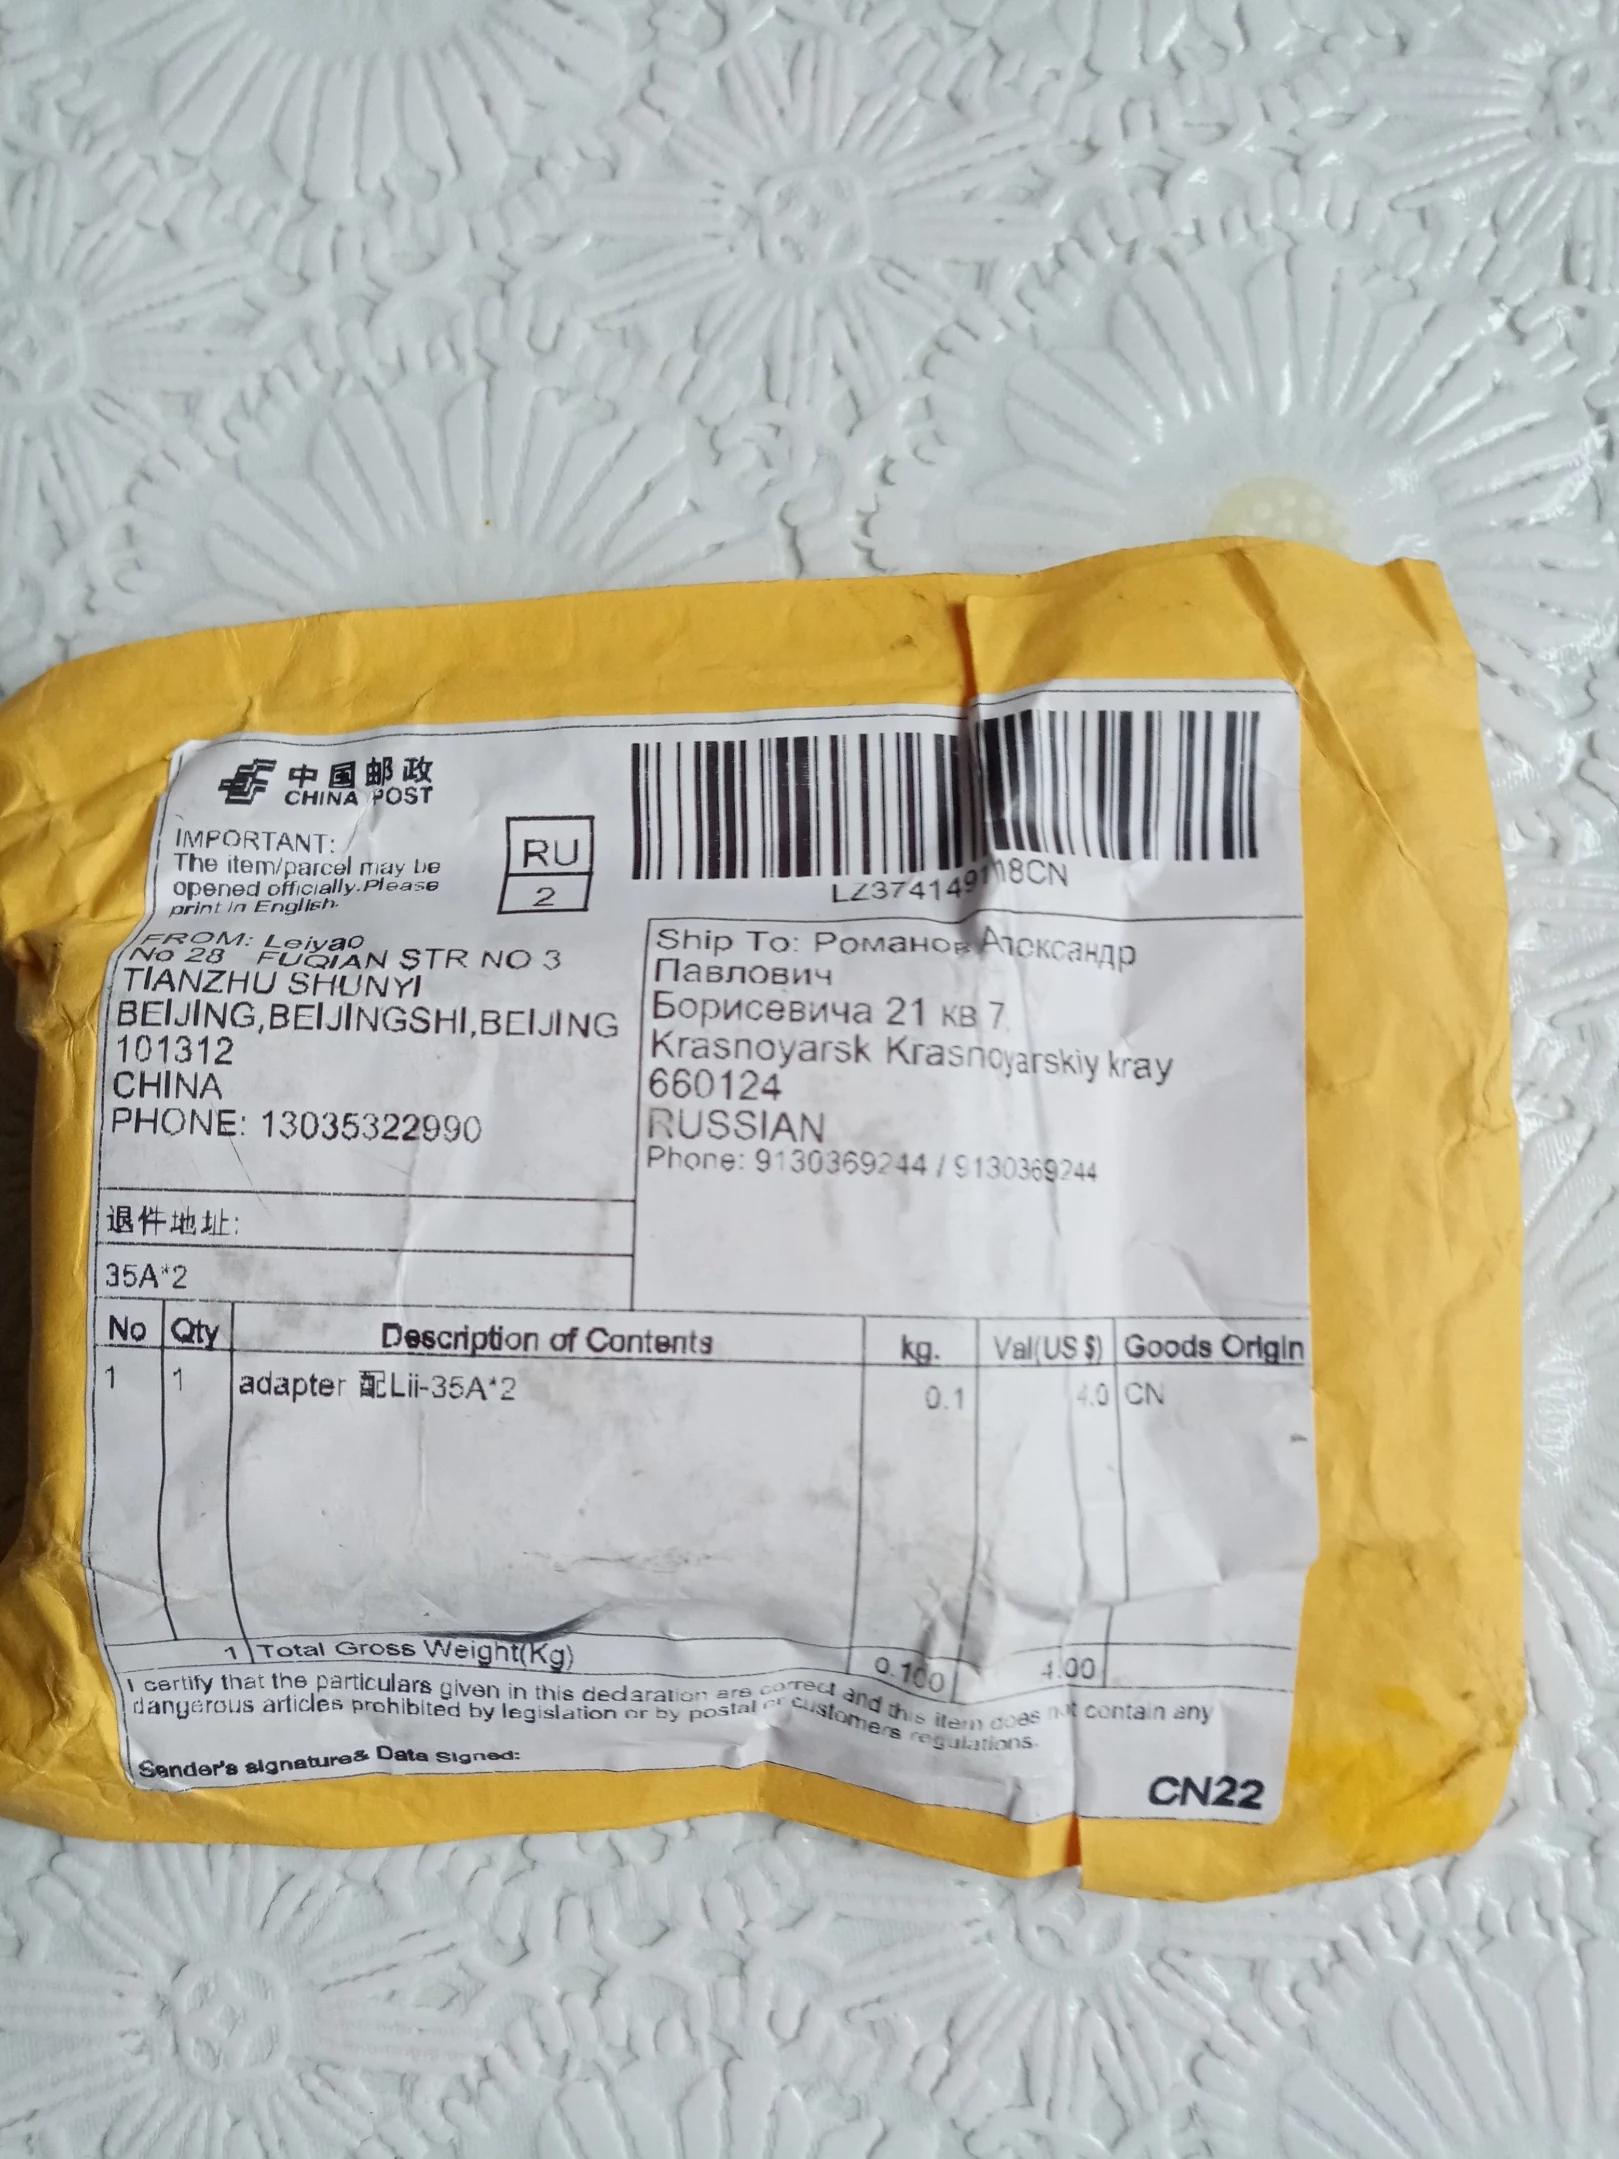 中国邮政
CHINA POST
IMPORTANT:
The item/parcel may be
opened officially.Please
print in English.
RU
2
LZ374149118CN
FROM: Leiyao
No 28 FUQIAN STR NO 3
TIANZHU SHUNYI
BEIJING,BEIJINGSHI,BEIJING
101312
CHINA
PHONE: 13035322990
Ship To: Романов Александр
Павлович
Борисевича 21 кв 7,
Krasnoyarsk Krasnoyarskiy kray
660124
RUSSIAN
Phone: 9130369244 / 9130369244
退件地址:
35A*2
No Qty Description of Contents kg. Val(US $) Goods Origin
1 1 adapter 配Lii-35A*2 0.1 4.0 CN
1 Total Gross Weight(Kg) 0.100 4.00
I certify that the particulars given in this declaration are correct and this item does not contain any
dangerous articles prohibited by legislation or by postal or customers regulations.
Sender's signature& Data Signed:
CN22